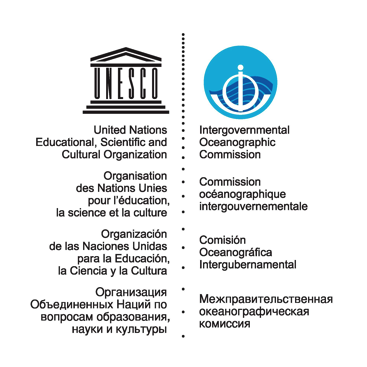 UNESCO
United Nations
Educational, Scientific and
Cultural Organization
Organisation
des Nations Unies
pour l'éducation,
la science et la culture
Organización
de las Naciones Unidas
para la Educación,
la Ciencia y la Cultura
Организация
Объединенных Наций по
вопросам образования,
науки и культуры
Intergovernmental
Oceanographic
Commission
Commission
océanographique
intergouvernementale
Comisión
Oceanográfica
Intergubernamental
Межправительственная
океанографическая
комиссия